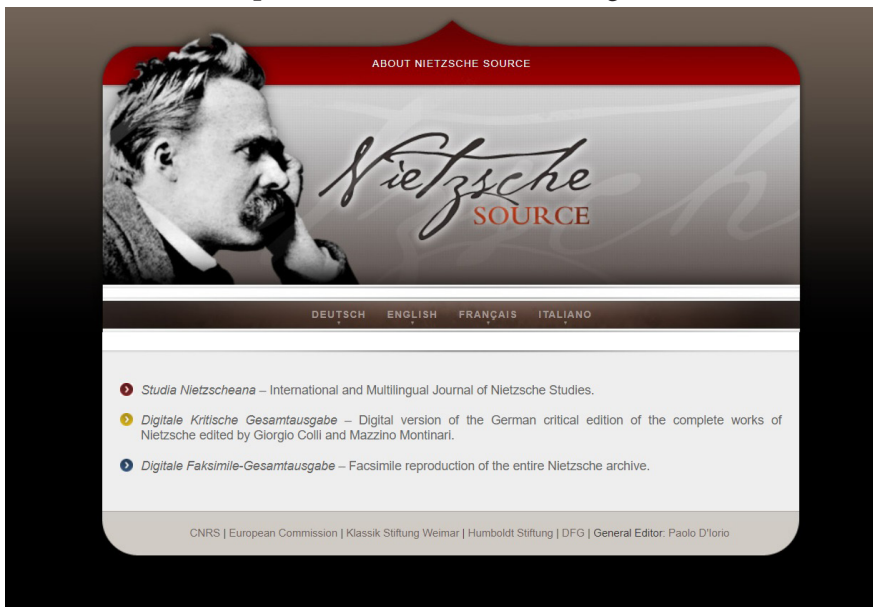 ABOUT NIETZSCHE SOURCE
Nietzsche
SOURCE
DEUTSCH ENGLISH FRANÇAIS ITALIANO
Studia Nietzscheana – International and Multilingual Journal of Nietzsche Studies.
Digitale Kritische Gesamtausgabe – Digital version of the German critical edition of the complete works of
Nietzsche edited by Giorgio Colli and Mazzino Montinari.
Digitale Faksimile-Gesamtausgabe – Facsimile reproduction of the entire Nietzsche archive.
CNRS | European Commission | Klassik Stiftung Weimar | Humboldt Stiftung | DFG | General Editor: Paolo D'Iorio